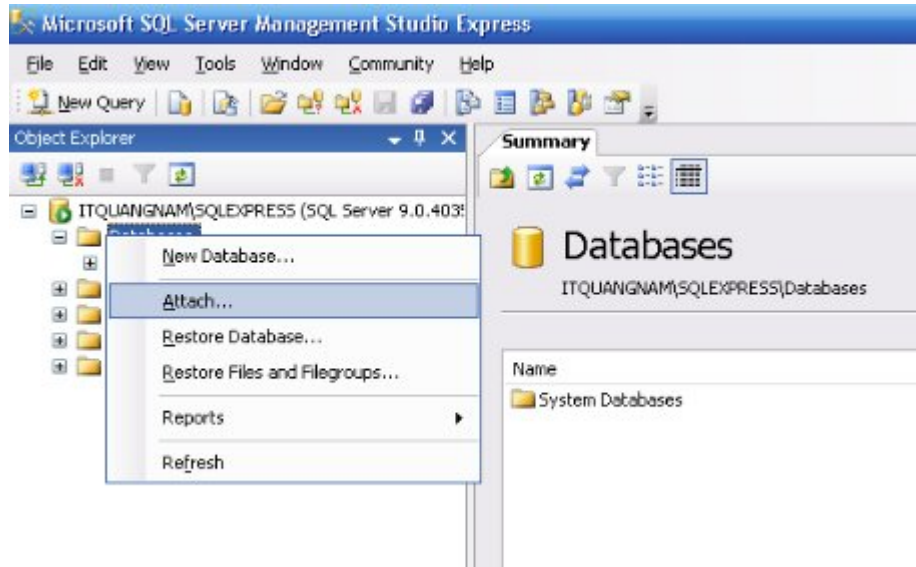 Microsoft SQL Server Management Studio Express
File Edit View Tools Window Community Help
New Query
Object Explorer
Summary
ITQUANGNAM\SQLEXPRESS (SQL Server 9.0.403
Databases
ITQUANGNAM\SQLEXPRESS\Databases
New Database...
Attach...
Restore Database...
Restore Files and Filegroups...
Reports
Refresh
Name
System Databases